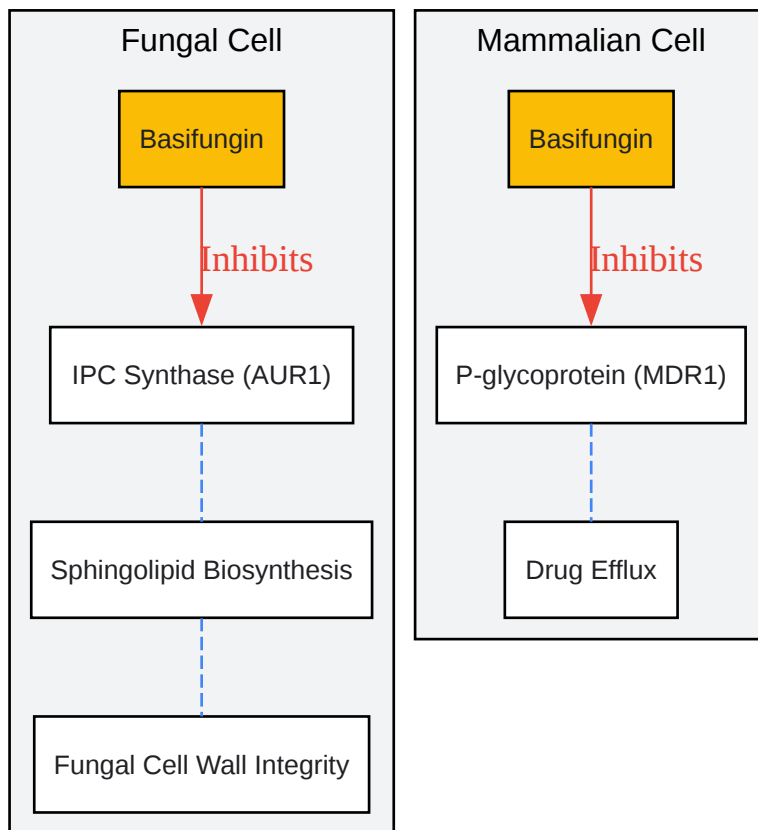 Fungal Cell
Basifungin
Inhibits
IPC Synthase (AUR1)
Sphingolipid Biosynthesis
Fungal Cell Wall Integrity
Mammalian Cell
Basifungin
Inhibits
P-glycoprotein (MDR1)
Drug Efflux